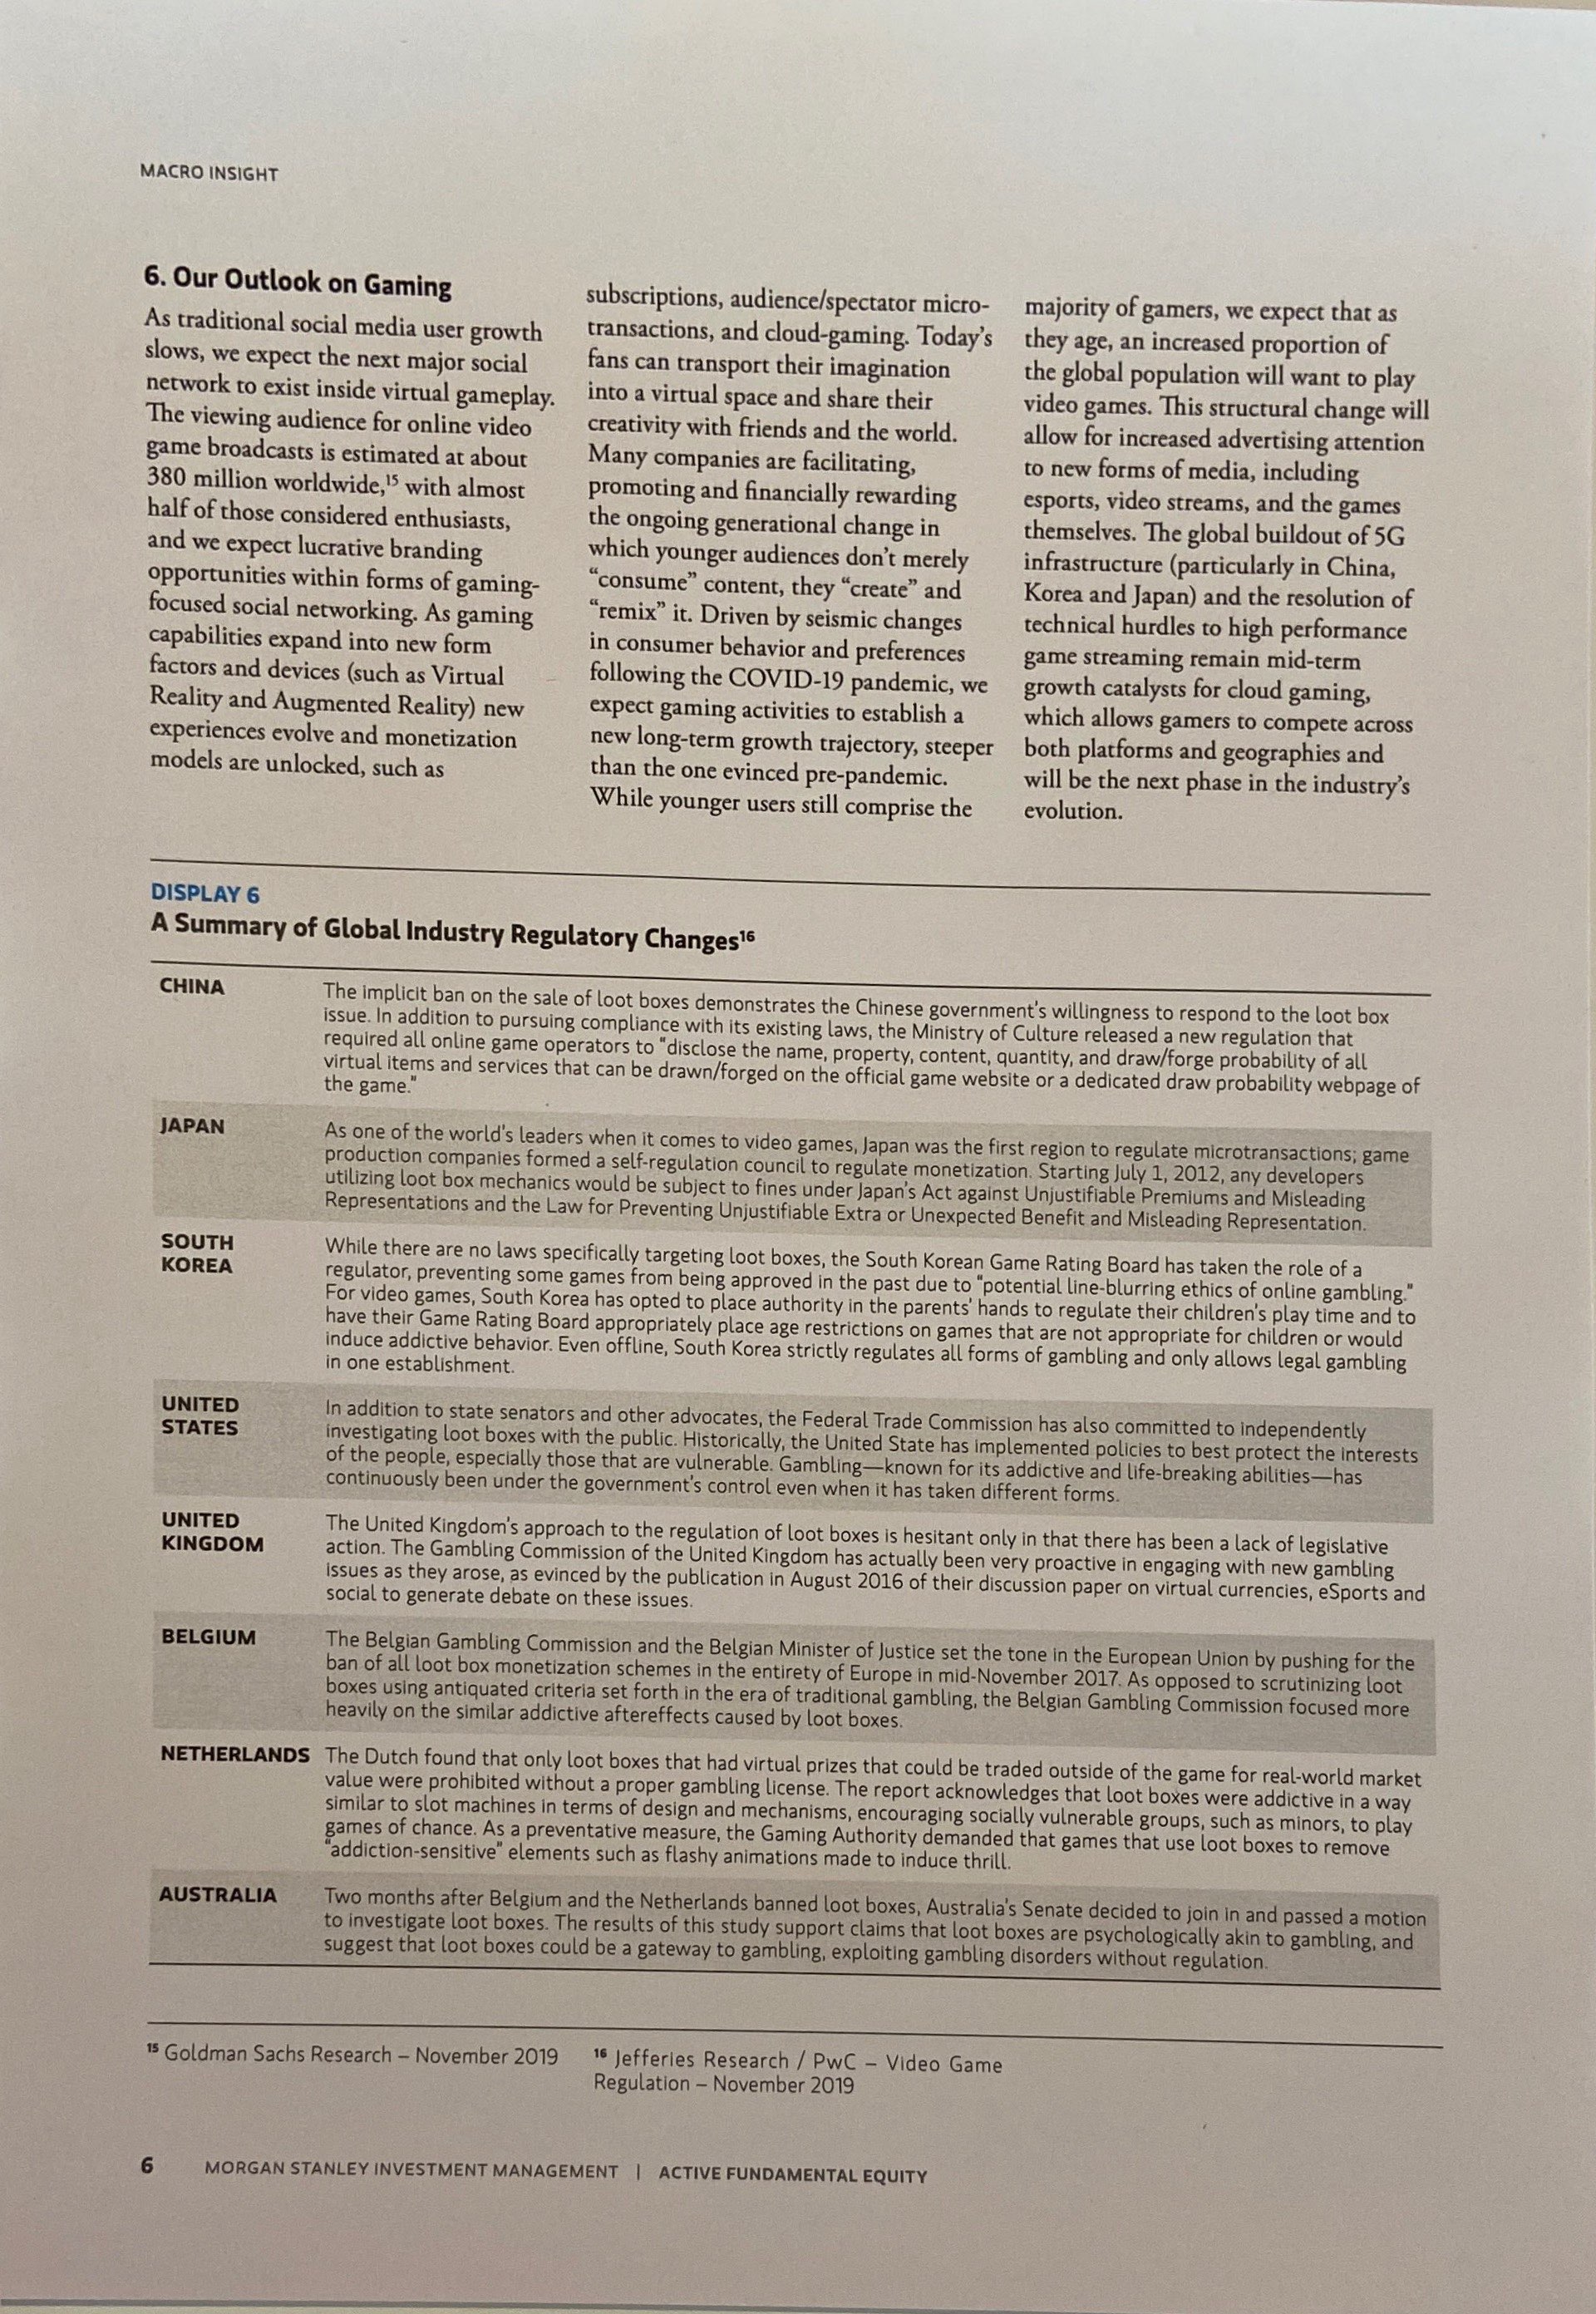 MACRO INSIGHT
6. Our Outlook on Gaming
As traditional social media user growth
slows, we expect the next major social
network to exist inside virtual gameplay.
The viewing audience for online video
game broadcasts is estimated at about
380 million worldwide,¹⁵ with almost
half of those considered enthusiasts,
and we expect lucrative branding
opportunities within forms of gaming-
focused social networking. As gaming
capabilities expand into new form
factors and devices (such as Virtual
Reality and Augmented Reality) new
experiences evolve and monetization
models are unlocked, such as
subscriptions, audience/spectator micro-
transactions, and cloud-gaming. Today's
fans can transport their imagination
into a virtual space and share their
creativity with friends and the world.
Many companies are facilitating,
promoting and financially rewarding
the ongoing generational change in
which younger audiences don't merely
“consume” content, they “create” and
“remix” it. Driven by seismic changes
in consumer behavior and preferences
following the COVID-19 pandemic, we
expect gaming activities to establish a
new long-term growth trajectory, steeper
than the one evinced pre-pandemic.
While younger users still comprise the
majority of gamers, we expect that as
they age, an increased proportion of
the global population will want to play
video games. This structural change will
allow for increased advertising attention
to new forms of media, including
esports, video streams, and the games
themselves. The global buildout of 5G
infrastructure (particularly in China,
Korea and Japan) and the resolution of
technical hurdles to high performance
game streaming remain mid-term
growth catalysts for cloud gaming,
which allows gamers to compete across
both platforms and geographies and
will be the next phase in the industry's
evolution.
DISPLAY 6
A Summary of Global Industry Regulatory Changes¹⁶
CHINA
The implicit ban on the sale of loot boxes demonstrates the Chinese government's willingness to respond to the loot box
issue. In addition to pursuing compliance with its existing laws, the Ministry of Culture released a new regulation that
required all online game operators to “disclose the name, property, content, quantity, and draw/forge probability of all
virtual items and services that can be drawn/forged on the official game website or a dedicated draw probability webpage of
the game.”
JAPAN
As one of the world's leaders when it comes to video games, Japan was the first region to regulate microtransactions; game
production companies formed a self-regulation council to regulate monetization. Starting July 1, 2012, any developers
utilizing loot box mechanics would be subject to fines under Japan's Act against Unjustifiable Premiums and Misleading
Representations and the Law for Preventing Unjustifiable Extra or Unexpected Benefit and Misleading Representation.
SOUTH
KOREA
While there are no laws specifically targeting loot boxes, the South Korean Game Rating Board has taken the role of a
regulator, preventing some games from being approved in the past due to “potential line-blurring ethics of online gambling.”
For video games, South Korea has opted to place authority in the parents' hands to regulate their children's play time and to
have their Game Rating Board appropriately place age restrictions on games that are not appropriate for children or would
induce addictive behavior. Even offline, South Korea strictly regulates all forms of gambling and only allows legal gambling
in one establishment.
UNITED
STATES
In addition to state senators and other advocates, the Federal Trade Commission has also committed to independently
investigating loot boxes with the public. Historically, the United State has implemented policies to best protect the interests
of the people, especially those that are vulnerable. Gambling—known for its addictive and life-breaking abilities—has
continuously been under the government's control even when it has taken different forms.
UNITED
KINGDOM
The United Kingdom's approach to the regulation of loot boxes is hesitant only in that there has been a lack of legislative
action. The Gambling Commission of the United Kingdom has actually been very proactive in engaging with new gambling
issues as they arose, as evinced by the publication in August 2016 of their discussion paper on virtual currencies, eSports and
social to generate debate on these issues.
BELGIUM
The Belgian Gambling Commission and the Belgian Minister of Justice set the tone in the European Union by pushing for the
ban of all loot box monetization schemes in the entirety of Europe in mid-November 2017. As opposed to scrutinizing loot
boxes using antiquated criteria set forth in the era of traditional gambling, the Belgian Gambling Commission focused more
heavily on the similar addictive aftereffects caused by loot boxes.
NETHERLANDS
The Dutch found that only loot boxes that had virtual prizes that could be traded outside of the game for real-world market
value were prohibited without a proper gambling license. The report acknowledges that loot boxes were addictive in a way
similar to slot machines in terms of design and mechanisms, encouraging socially vulnerable groups, such as minors, to play
games of chance. As a preventative measure, the Gaming Authority demanded that games that use loot boxes to remove
“addiction-sensitive” elements such as flashy animations made to induce thrill.
AUSTRALIA
Two months after Belgium and the Netherlands banned loot boxes, Australia's Senate decided to join in and passed a motion
to investigate loot boxes. The results of this study support claims that loot boxes are psychologically akin to gambling, and
suggest that loot boxes could be a gateway to gambling, exploiting gambling disorders without regulation.
¹⁵ Goldman Sachs Research – November 2019
¹⁶ Jefferies Research / PwC – Video Game
Regulation – November 2019
6 MORGAN STANLEY INVESTMENT MANAGEMENT | ACTIVE FUNDAMENTAL EQUITY